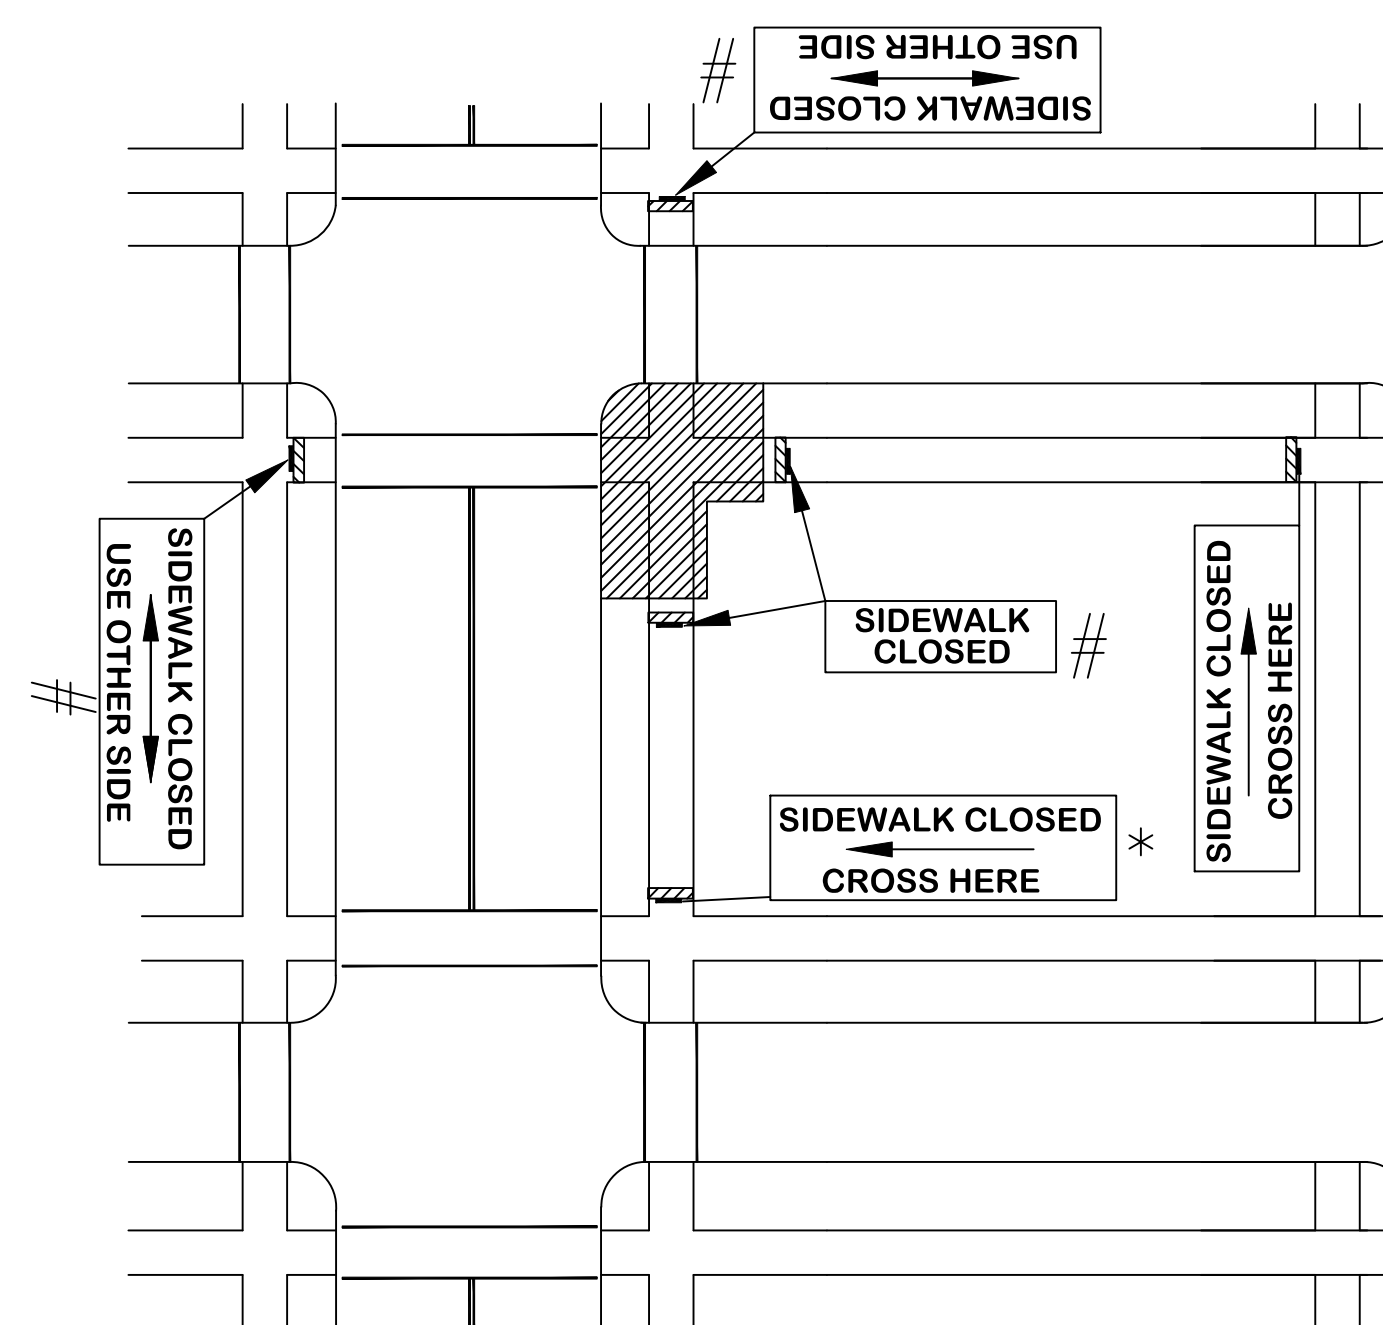 SIDEWALK CLOSED
USE OTHER SIDE
#
SIDEWALK CLOSED
USE OTHER SIDE
#
SIDEWALK
CLOSED
#
SIDEWALK CLOSED
CROSS HERE
SIDEWALK CLOSED
CROSS HERE
*